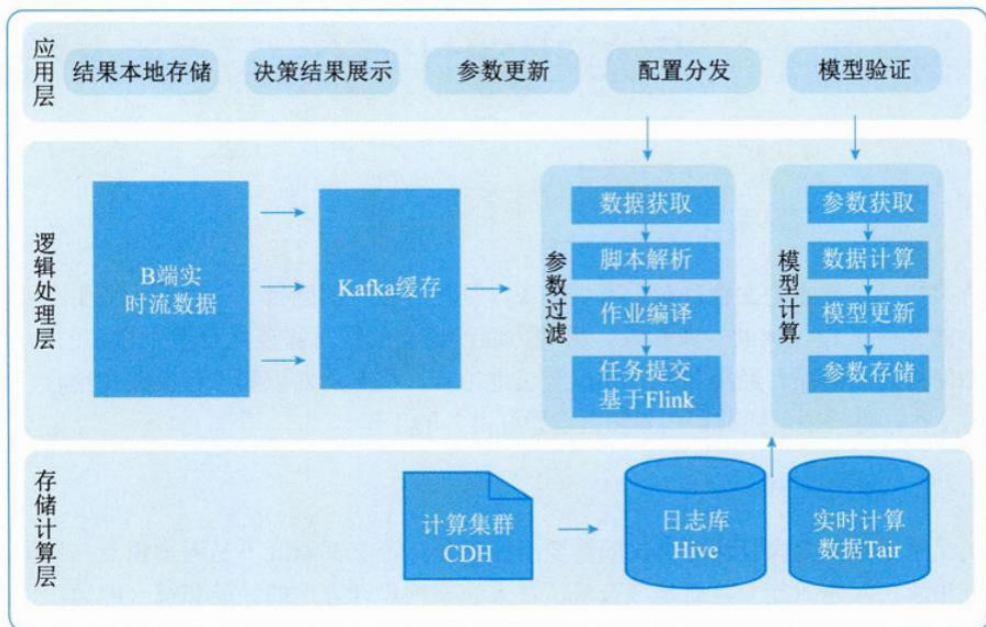 应用层
结果本地存储
决策结果展示
参数更新
配置分发
模型验证
逻辑处理层
B端实
时流数据
Kafka缓存
参数过滤
数据获取
脚本解析
作业编译
任务提交
基于Flink
模型计算
参数获取
数据计算
模型更新
参数存储
存储计算层
计算集群
CDH
日志库
Hive
实时计算
数据Tair